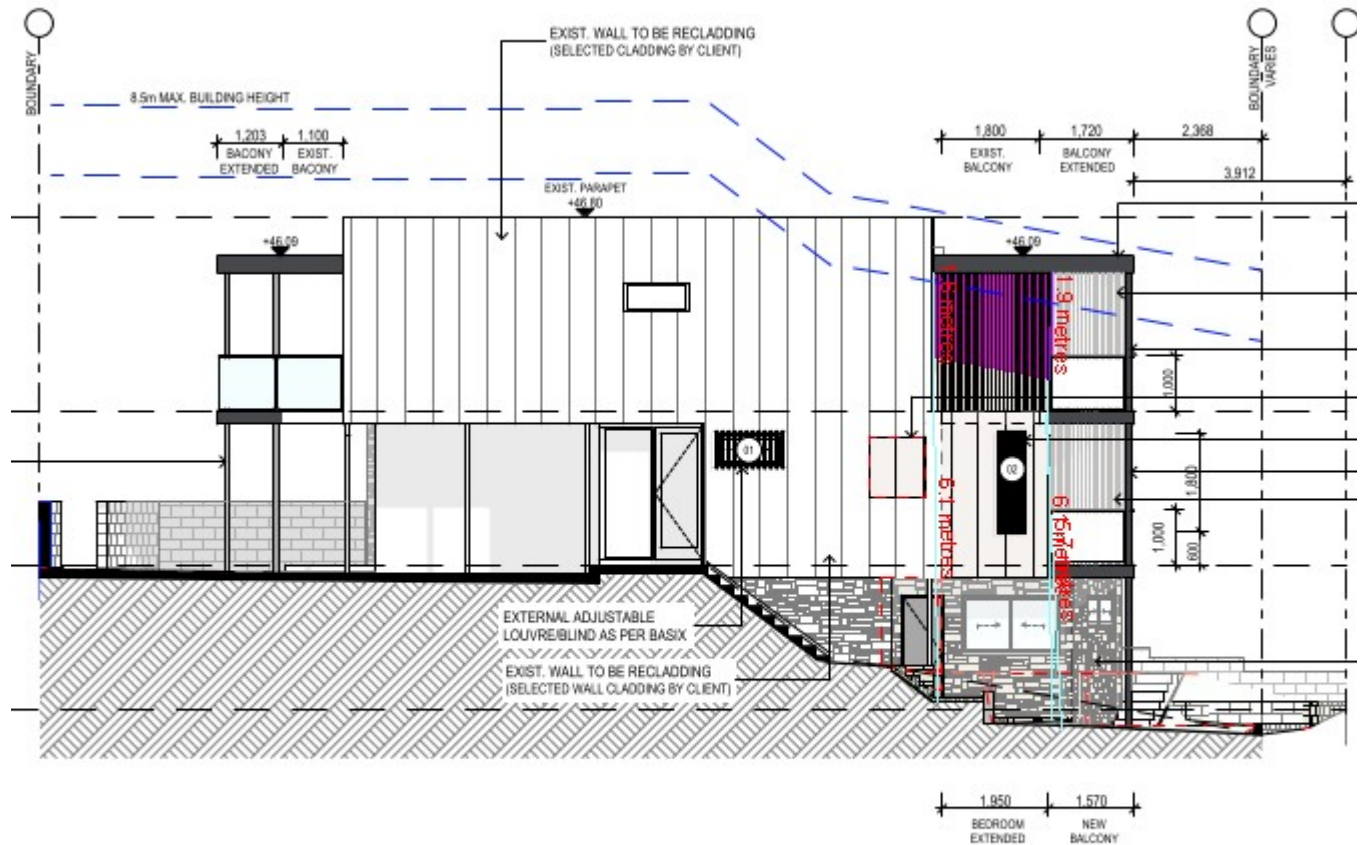 EXIST. WALL TO BE RECLADDING
(SELECTED CLADDING BY CLIENT)
BOUNDARY
BOUNDARY
VARIES
8.5m MAX. BUILDING HEIGHT
1,203
1,100
BACONY
EXTENDED
EXIST.
BACONY
1,800
1,720
2,368
EXIIST.
BALCONY
BALCONY
EXTENDED
3,912
EXIST. PARAPET
+46.80
+46.09
+46.09
1.9 metres
1,000
01
02
1,800
6.1 metres
1,000
600
EXTERNAL ADJUSTABLE
LOUVRE/BLIND AS PER BASIX
EXIST. WALL TO BE RECLADDING
(SELECTED WALL CLADDING BY CLIENT)
1.950
1.570
BEDROOM
EXTENDED
NEW
BALCONY